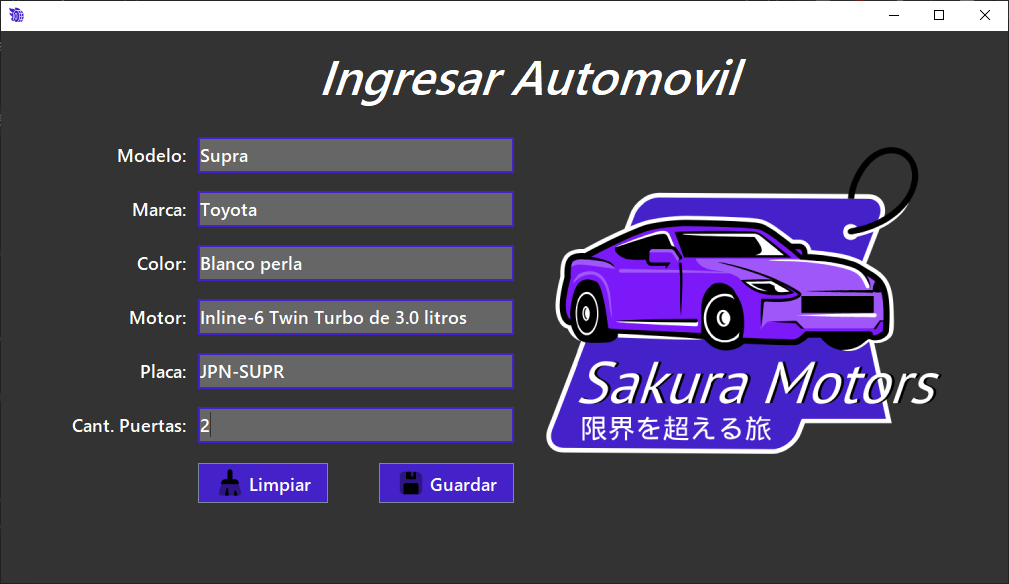 Ingresar Automovil
Modelo: Supra
Marca: Toyota
Color: Blanco perla
Motor: Inline-6 Twin Turbo de 3.0 litros
Placa: JPN-SUPR
Cant. Puertas: 2
Limpiar Guardar
Sakura Motors
限界を超える旅